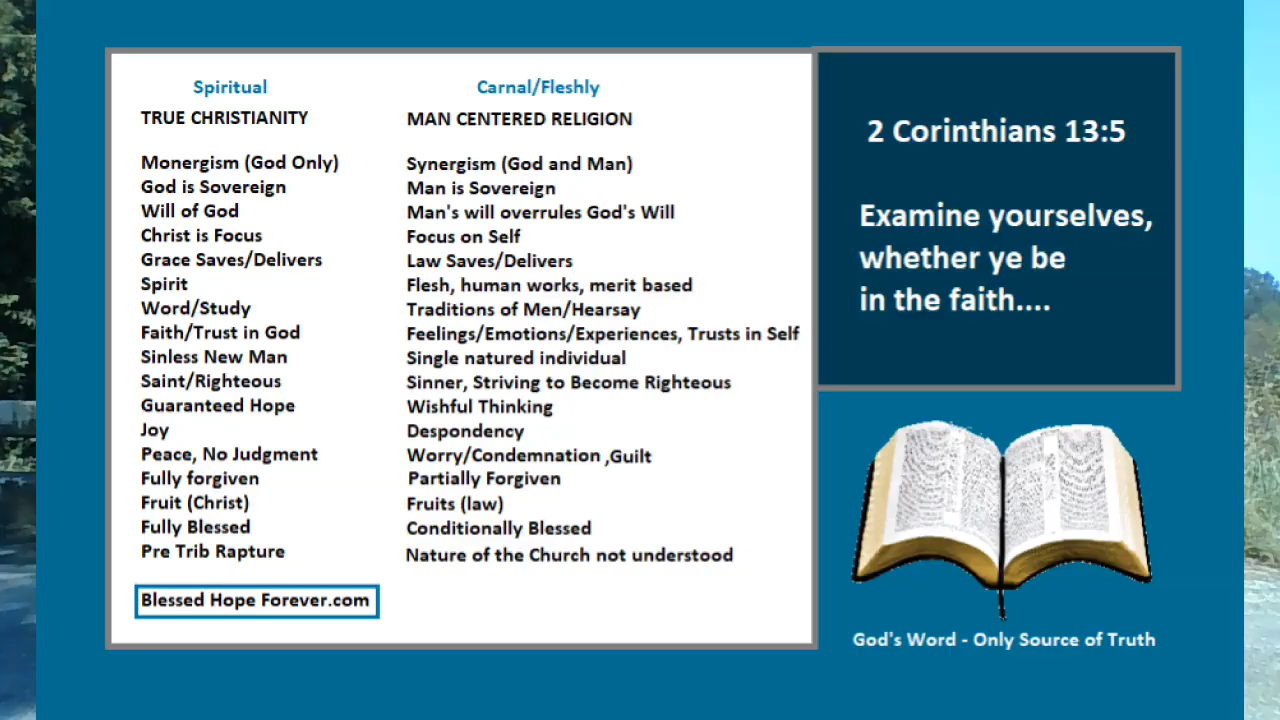 Spiritual
TRUE CHRISTIANITY
Monergism (God Only)
God is Sovereign
Will of God
Christ is Focus
Grace Saves/Delivers
Spirit
Word/Study
Faith/Trust in God
Sinless New Man
Saint/Righteous
Guaranteed Hope
Joy
Peace, No Judgment
Fully forgiven
Fruit (Christ)
Fully Blessed
Pre Trib Rapture
Blessed Hope Forever.com
Carnal/Fleshly
MAN CENTERED RELIGION
Synergism (God and Man)
Man is Sovereign
Man's will overrules God's Will
Focus on Self
Law Saves/Delivers
Flesh, human works, merit based
Traditions of Men/Hearsay
Feelings/Emotions/Experiences, Trusts in Self
Single natured individual
Sinner, Striving to Become Righteous
Wishful Thinking
Despondency
Worry/Condemnation ,Guilt
Partially Forgiven
Fruits (law)
Conditionally Blessed
Nature of the Church not understood
2 Corinthians 13:5
Examine yourselves,
whether ye be
in the faith....
God's Word - Only Source of Truth